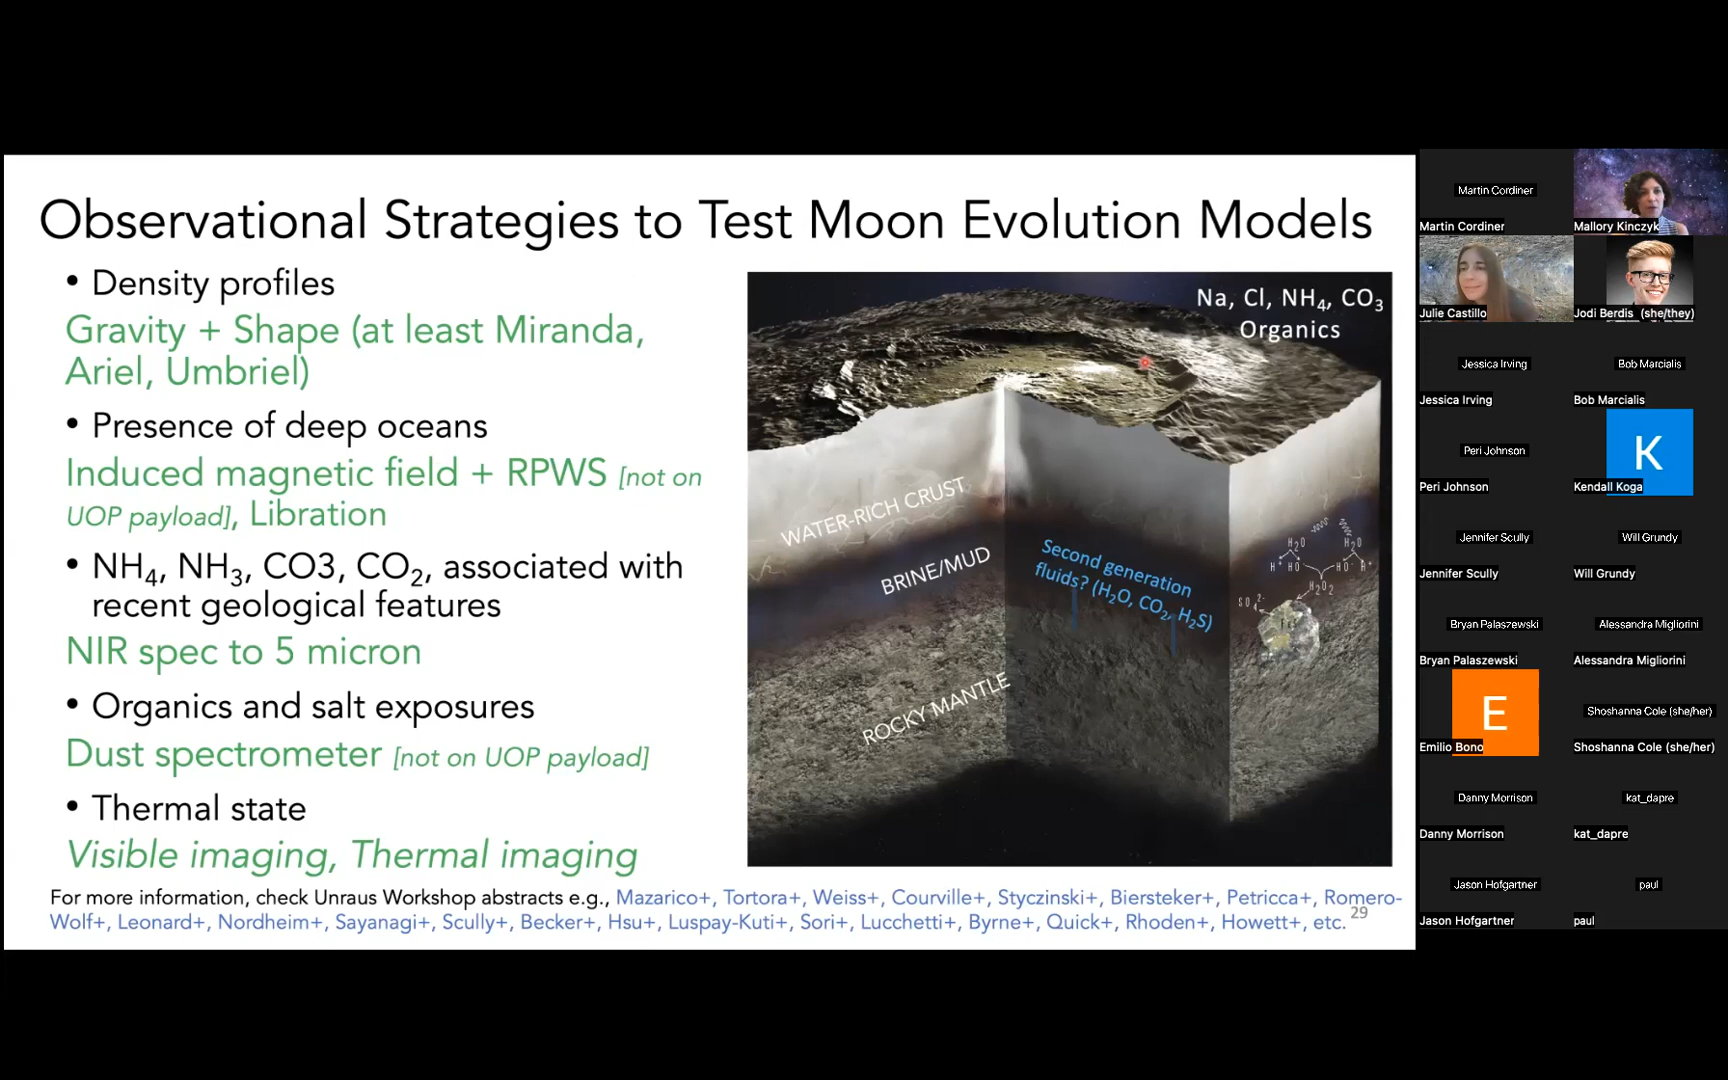 Observational Strategies to Test Moon Evolution Models
• Density profiles
Gravity + Shape (at least Miranda,
Ariel, Umbriel)
• Presence of deep oceans
Induced magnetic field + RPWS [not on
UOP payload], Libration
• NH₄, NH₃, CO3, CO₂, associated with
recent geological features
NIR spec to 5 micron
• Organics and salt exposures
Dust spectrometer [not on UOP payload]
• Thermal state
Visible imaging, Thermal imaging
For more information, check Unraus Workshop abstracts e.g., Mazarico+, Tortora+, Weiss+, Courville+, Styczinski+, Biersteker+, Petricca+, Romero-
Wolf+, Leonard+, Nordheim+, Sayanagi+, Scully+, Becker+, Hsu+, Luspay-Kuti+, Sori+, Lucchetti+, Byrne+, Quick+, Rhoden+, Howett+, etc.
29
Na, Cl, NH₄, CO₃
Organics
WATER-RICH CRUST
BRINE/MUD
ROCKY MANTLE
Second generation
fluids? (H₂O, CO₂, H₂S)
H₂O H₂O
H⁺ HO HO H⁺
H₂O₂
SO₄²⁻
Martin Cordiner
Martin Cordiner
Mallory Kinczyk
Julie Castillo
Jodi Berdis (she/they)
Jessica Irving
Jessica Irving
Bob Marcialis
Bob Marcialis
Peri Johnson
Peri Johnson
K
Kendall Koga
Jennifer Scully
Jennifer Scully
Will Grundy
Will Grundy
Bryan Palaszewski
Bryan Palaszewski
Alessandra Migliorini
Alessandra Migliorini
E
Emilio Bono
Shoshanna Cole (she/her)
Shoshanna Cole (she/her)
Danny Morrison
Danny Morrison
kat_dapre
kat_dapre
Jason Hofgartner
Jason Hofgartner
paul
paul